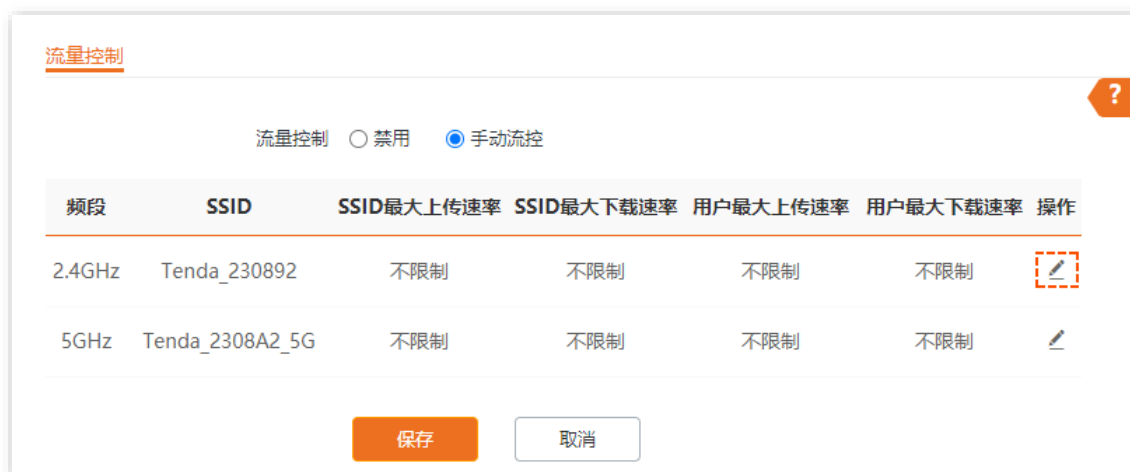 流量控制
?
流量控制 禁用 手动流控
频段 SSID SSID最大上传速率 SSID最大下载速率 用户最大上传速率 用户最大下载速率 操作
2.4GHz Tenda_230892 不限制 不限制 不限制 不限制
5GHz Tenda_2308A2_5G 不限制 不限制 不限制 不限制
保存 取消